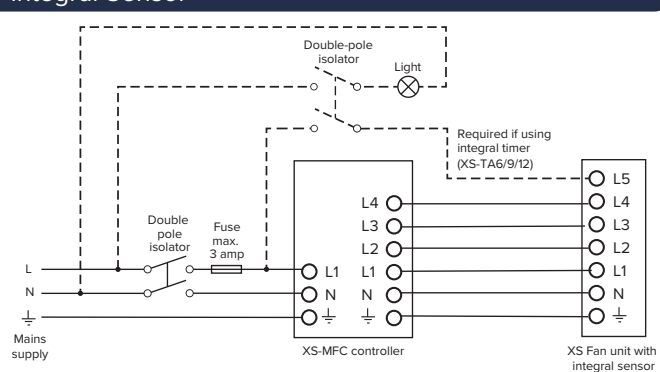 Integral Sensor
Double-pole
isolator
Light
Required if using
integral timer
(XS-TA6/9/12)
L5
L4
L4
L3
L3
Double
pole
isolator
Fuse
max.
3 amp
L2
L2
L
L1
L1
L1
N
N
N
N
Mains
supply
XS-MFC controller
XS Fan unit with
integral sensor